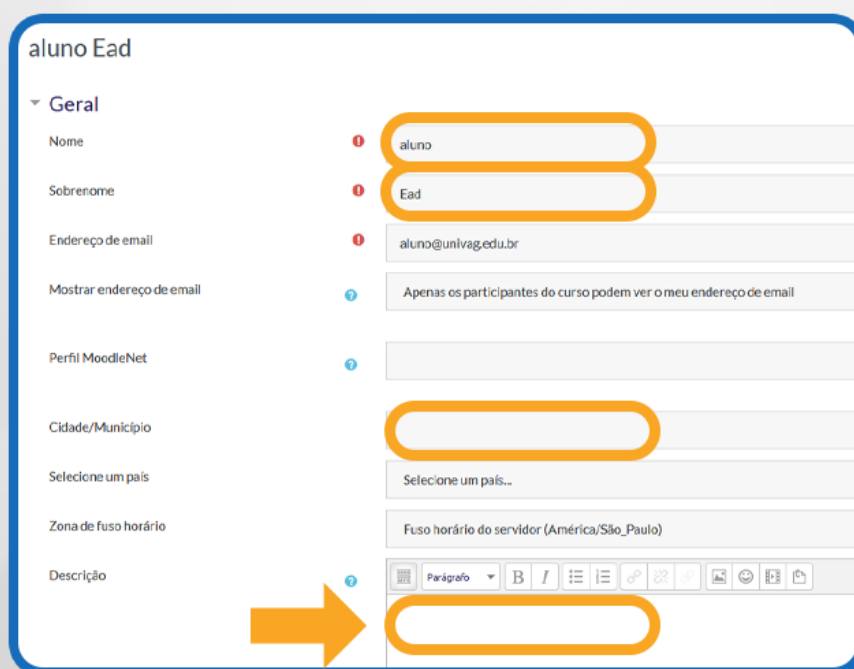 aluno Ead
Geral
Nome
aluno
Sobrenome
Ead
Endereço de email
aluno@univag.edu.br
Mostrar endereço de email
Apenas os participantes do curso podem ver o meu endereço de email
Perfil MoodleNet
Cidade/Município
Selecione um país
Selecione um país...
Zona de fuso horário
Fuso horário do servidor (América/São_Paulo)
Descrição
Parágrafo
B
I